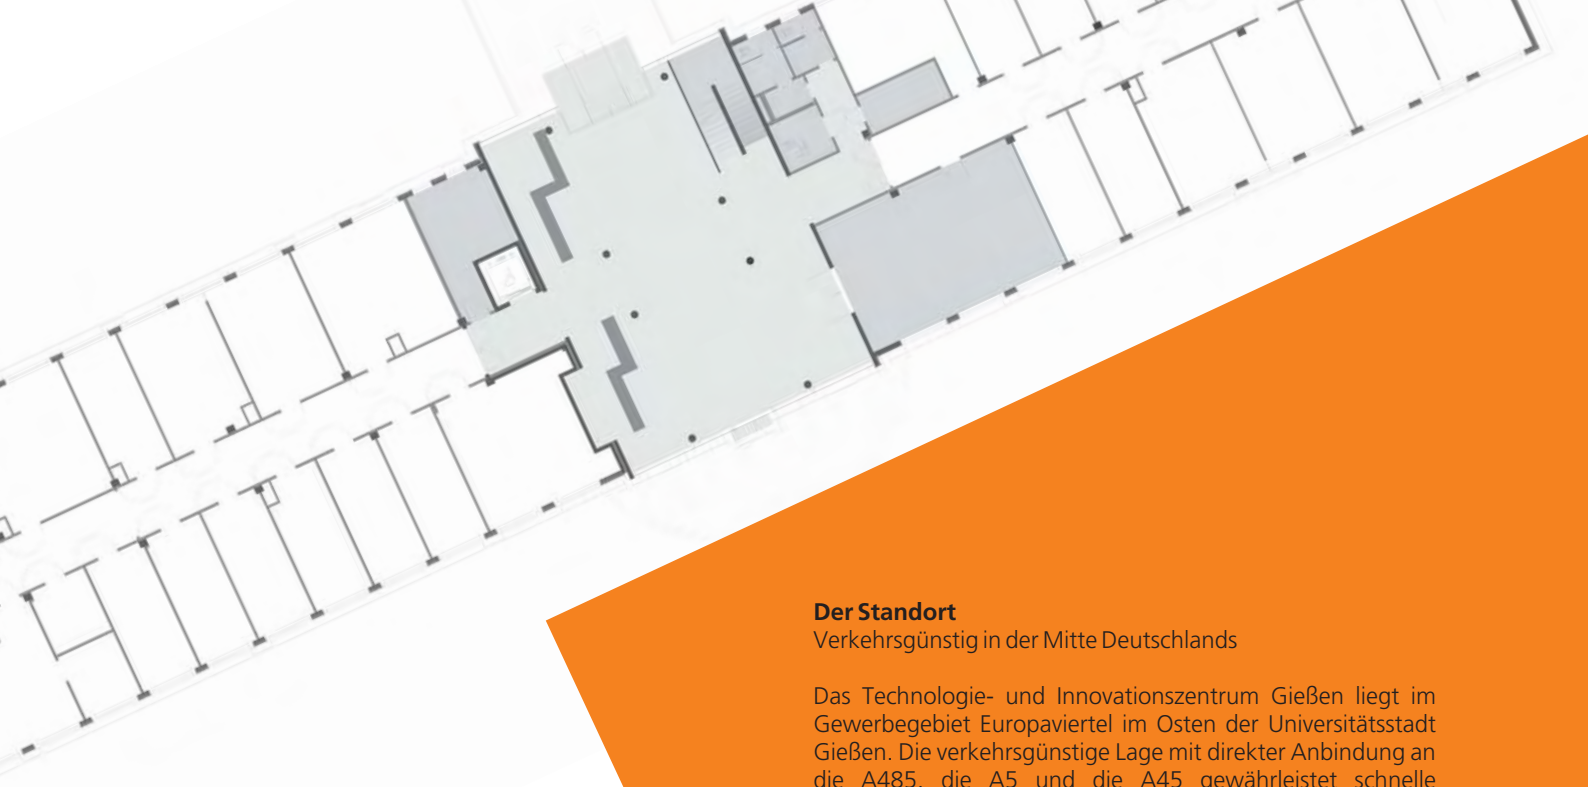 Der Standort
Verkehrsgünstig in der Mitte Deutschlands
Das Technologie- und Innovationszentrum Gießen liegt im
Gewerbegebiet Europaviertel im Osten der Universitätsstadt
Gießen. Die verkehrsgünstige Lage mit direkter Anbindung an
die A485, die A5 und die A45 gewährleistet schnelle